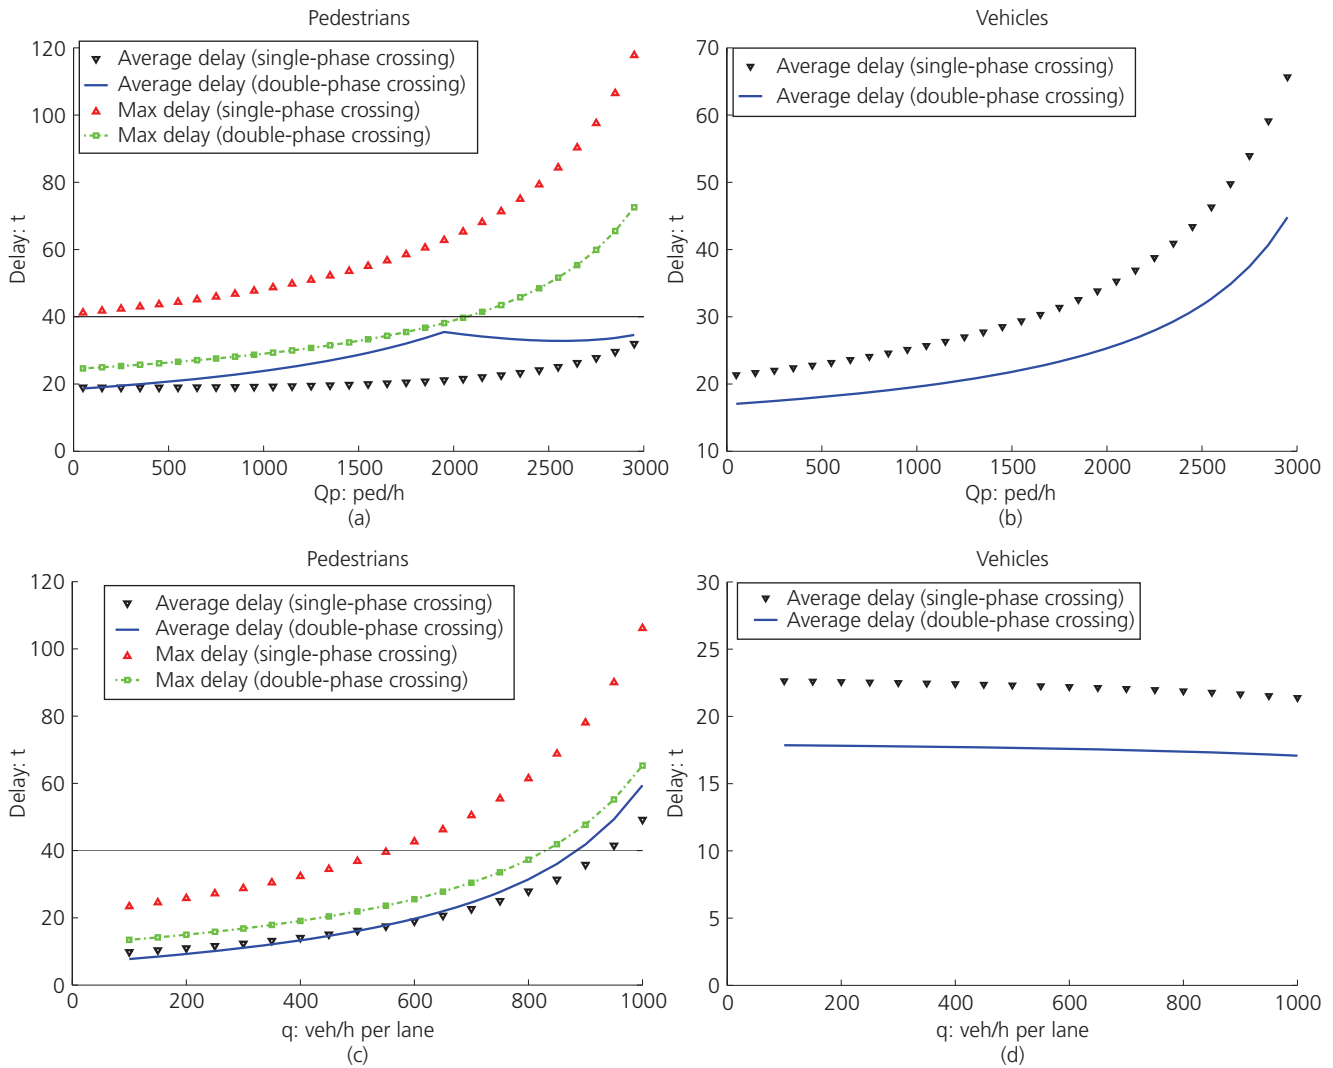 Pedestrians
120
100
80
60
40
20
0
Delay: t
Average delay (single-phase crossing)
Average delay (double-phase crossing)
Max delay (single-phase crossing)
Max delay (double-phase crossing)
0 500 1000 1500 2000 2500 3000
Qp: ped/h
(a)
Vehicles
70
60
50
40
30
20
10
Delay: t
Average delay (single-phase crossing)
Average delay (double-phase crossing)
0 500 1000 1500 2000 2500 3000
Qp: ped/h
(b)
Pedestrians
120
100
80
60
40
20
0
Delay: t
Average delay (single-phase crossing)
Average delay (double-phase crossing)
Max delay (single-phase crossing)
Max delay (double-phase crossing)
0 200 400 600 800 1000
q: veh/h per lane
(c)
Vehicles
30
25
20
15
10
5
0
Delay: t
Average delay (single-phase crossing)
Average delay (double-phase crossing)
0 200 400 600 800 1000
q: veh/h per lane
(d)